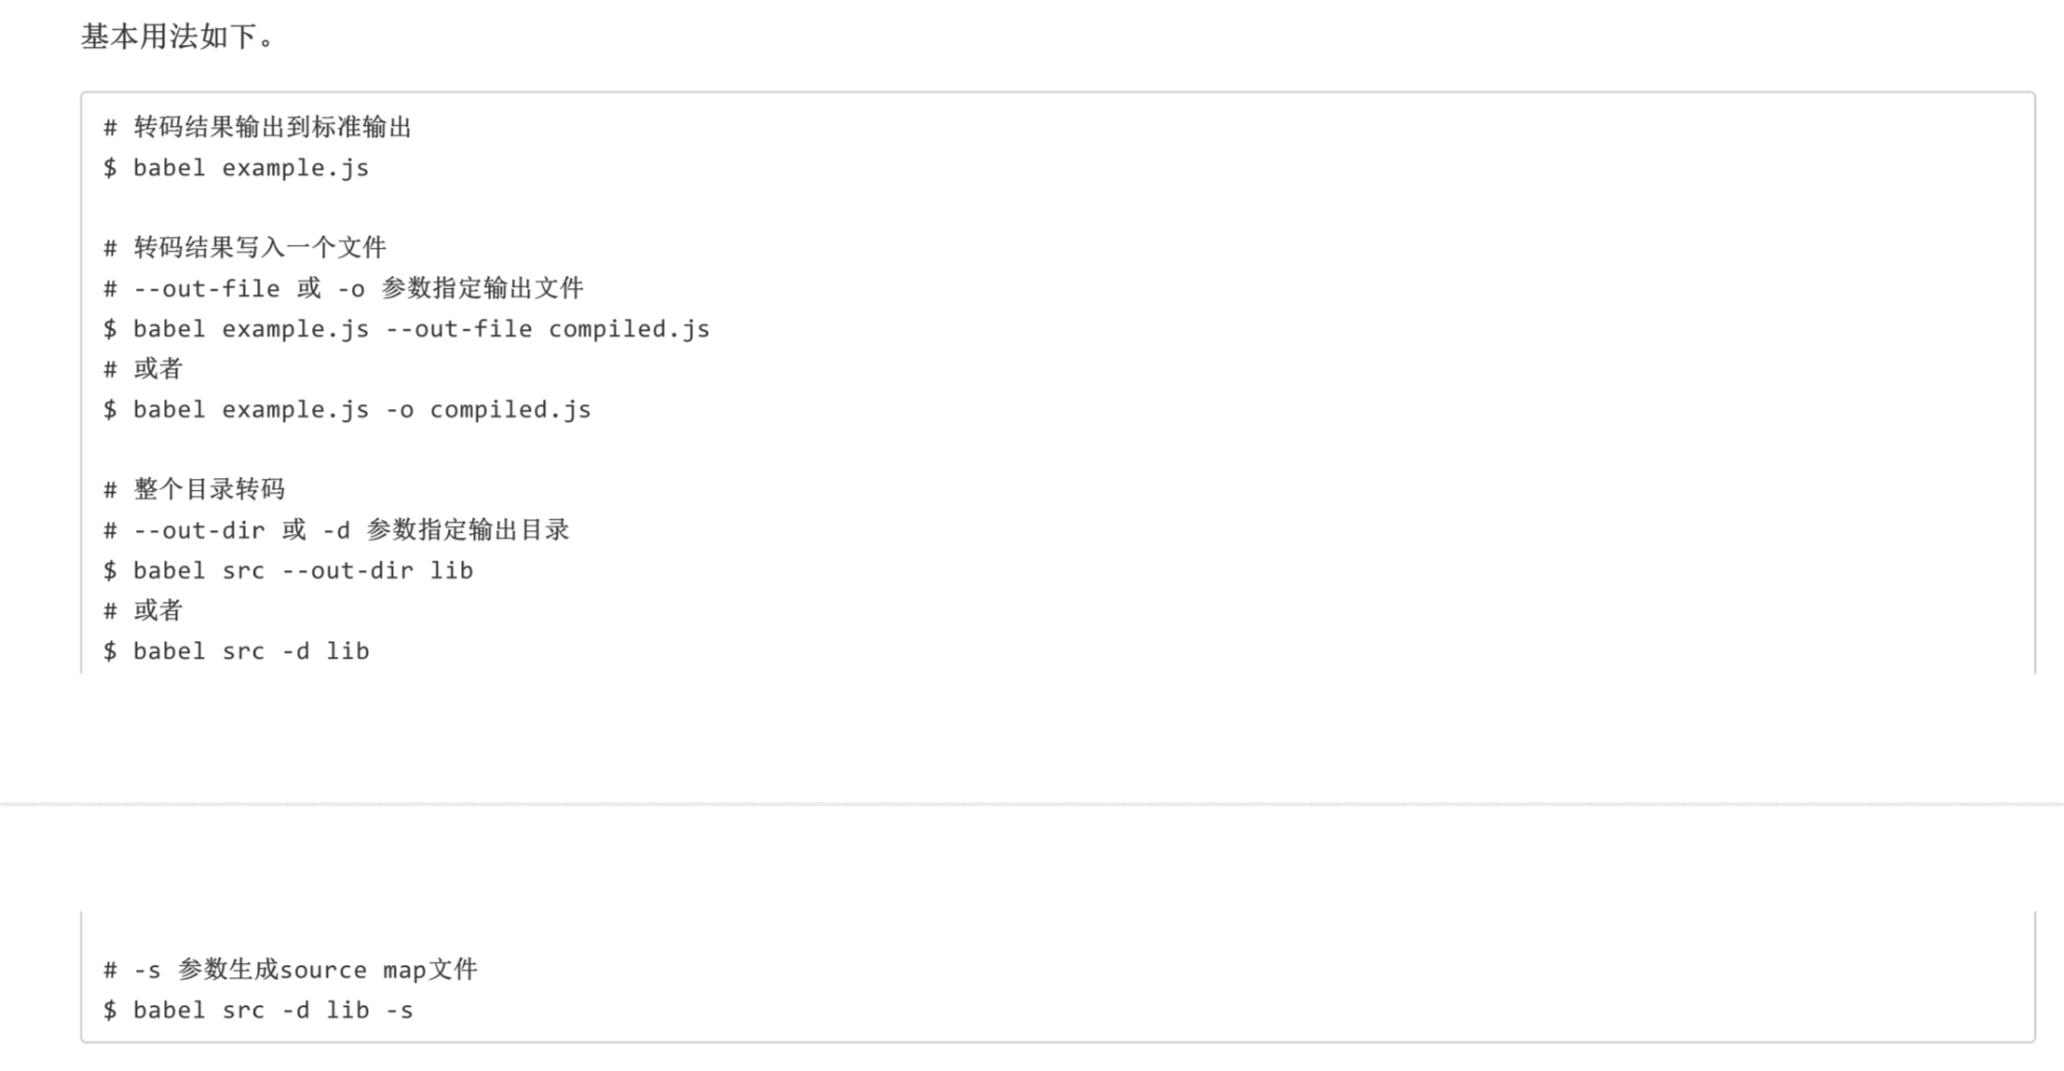 基本用法如下。
# 转码结果输出到标准输出
$ babel example.js
# 转码结果写入一个文件
# --out-file 或 -o 参数指定输出文件
$ babel example.js --out-file compiled.js
# 或者
$ babel example.js -o compiled.js
# 整个目录转码
# --out-dir 或 -d 参数指定输出目录
$ babel src --out-dir lib
# 或者
$ babel src -d lib
# -s 参数生成source map文件
$ babel src -d lib -s